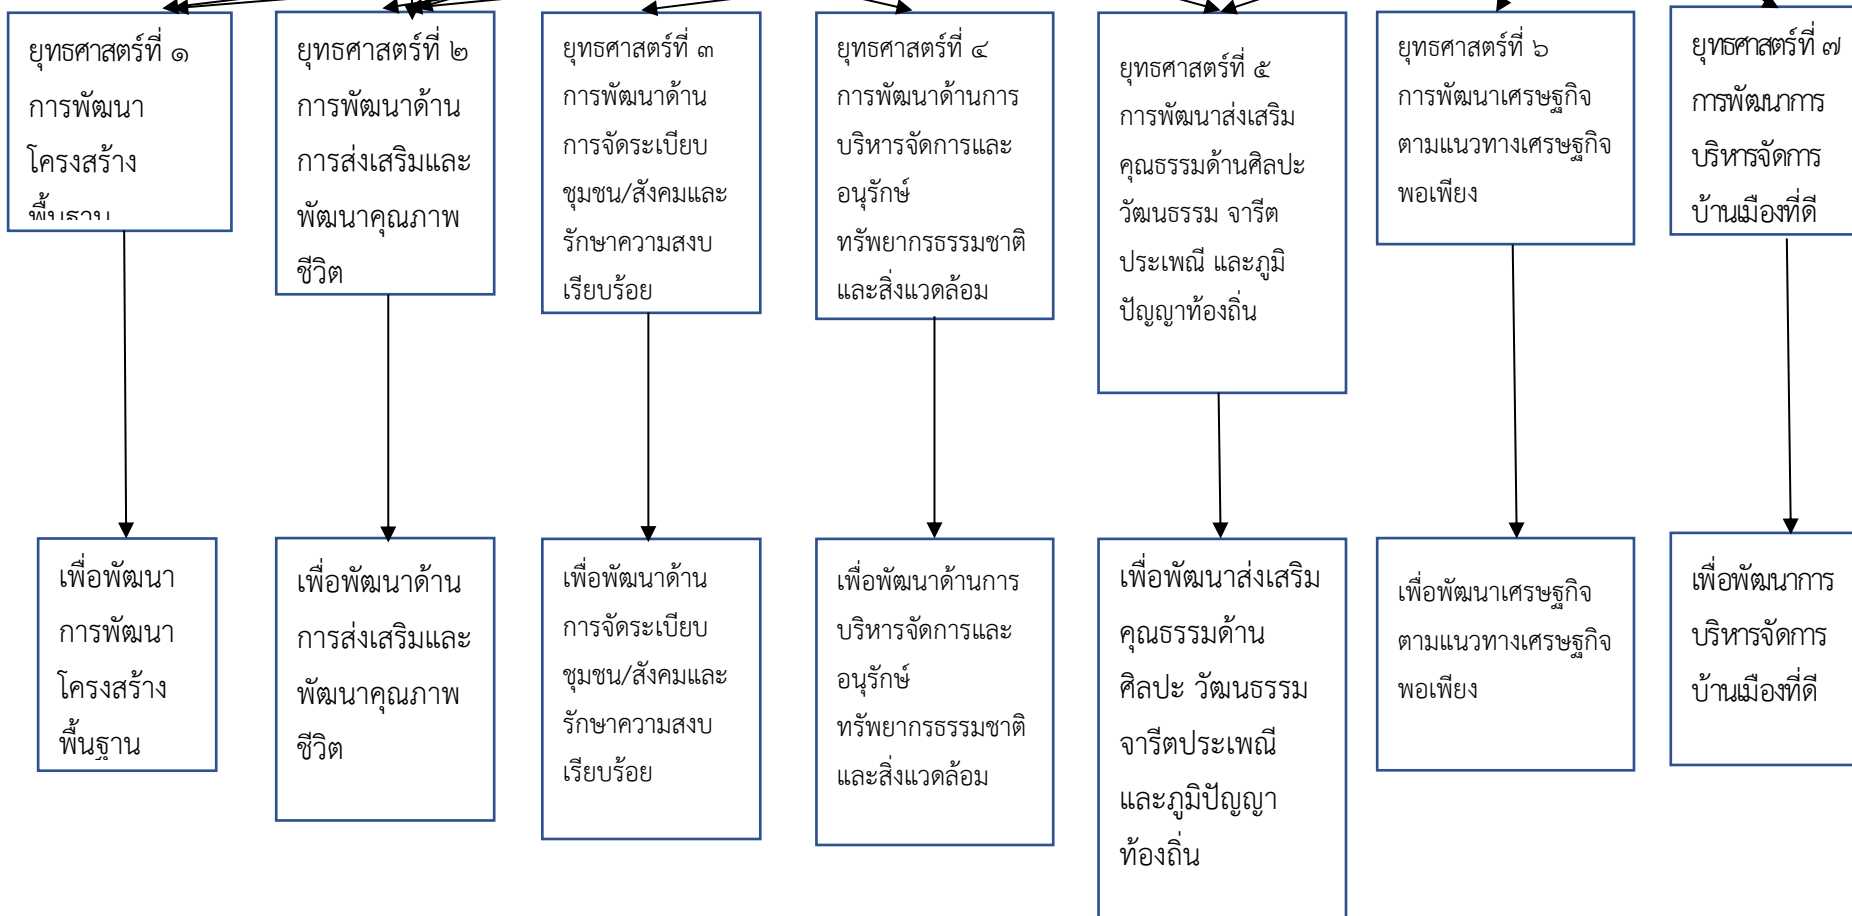 ยุทธศาสตร์ที่ ๑
การพัฒนา
โครงสร้าง
พื้นฐาน
ยุทธศาสตร์ที่ ๒
การพัฒนาด้าน
การส่งเสริมและ
พัฒนาคุณภาพ
ชีวิต
ยุทธศาสตร์ที่ ๓
การพัฒนาด้าน
การจัดระเบียบ
ชุมชน/สังคมและ
รักษาความสงบ
เรียบร้อย
ยุทธศาสตร์ที่ ๔
การพัฒนาด้านการ
บริหารจัดการและ
อนุรักษ์
ทรัพยากรธรรมชาติ
และสิ่งแวดล้อม
ยุทธศาสตร์ที่ ๕
การพัฒนาส่งเสริม
คุณธรรมด้านศิลปะ
วัฒนธรรม จารีต
ประเพณี และภูมิ
ปัญญาท้องถิ่น
ยุทธศาสตร์ที่ ๖
การพัฒนาเศรษฐกิจ
ตามแนวทางเศรษฐกิจ
พอเพียง
ยุทธศาสตร์ที่ ๗
การพัฒนาการ
บริหารจัดการ
บ้านเมืองที่ดี
เพื่อพัฒนา
การพัฒนา
โครงสร้าง
พื้นฐาน
เพื่อพัฒนาด้าน
การส่งเสริมและ
พัฒนาคุณภาพ
ชีวิต
เพื่อพัฒนาด้าน
การจัดระเบียบ
ชุมชน/สังคมและ
รักษาความสงบ
เรียบร้อย
เพื่อพัฒนาด้านการ
บริหารจัดการและ
อนุรักษ์
ทรัพยากรธรรมชาติ
และสิ่งแวดล้อม
เพื่อพัฒนาส่งเสริม
คุณธรรมด้าน
ศิลปะ วัฒนธรรม
จารีตประเพณี
และภูมิปัญญา
ท้องถิ่น
เพื่อพัฒนาเศรษฐกิจ
ตามแนวทางเศรษฐกิจ
พอเพียง
เพื่อพัฒนาการ
บริหารจัดการ
บ้านเมืองที่ดี